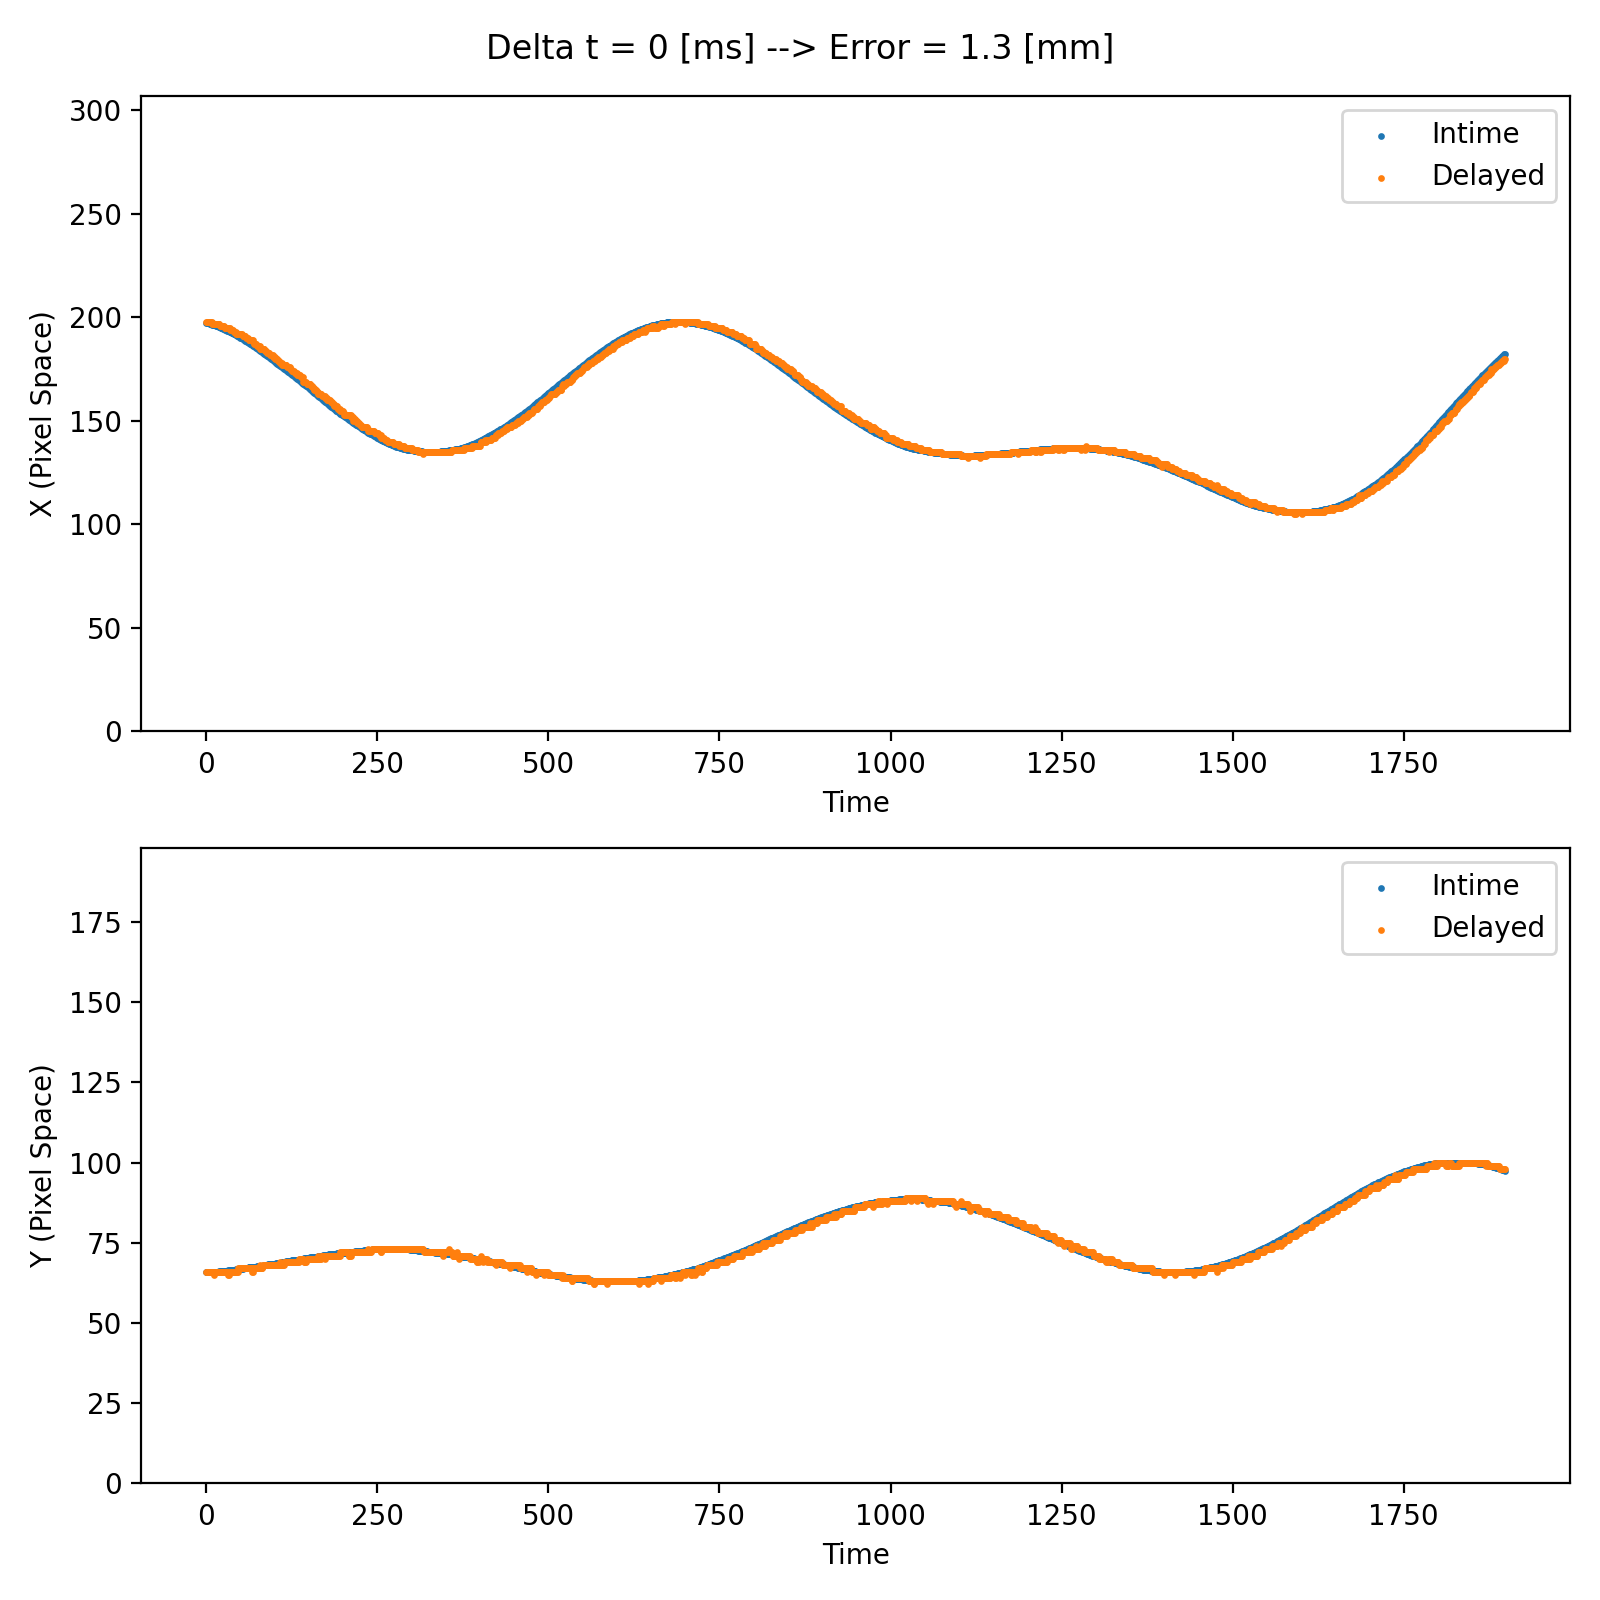 Delta t = 0 [ms] --> Error = 1.3 [mm]
300
250
200
150
100
50
0
X (Pixel Space)
Intime
Delayed
0 250 500 750 1000 1250 1500 1750
Time
175
150
125
100
75
50
25
0
Y (Pixel Space)
Intime
Delayed
0 250 500 750 1000 1250 1500 1750
Time